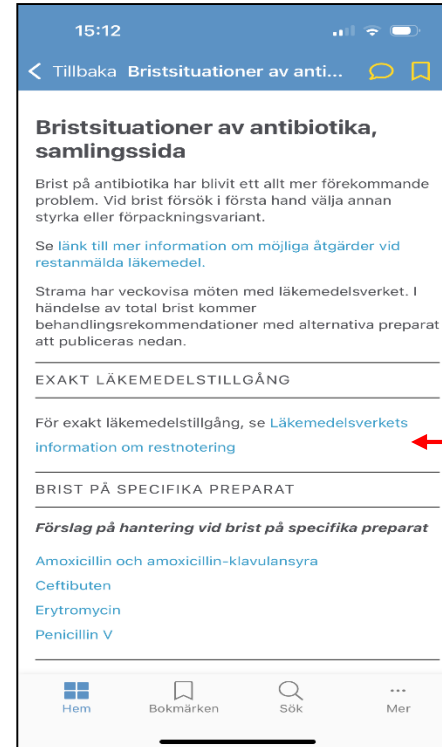 15:12
Tillbaka Bristsituationer av anti...
Bristsituationer av antibiotika,
samlingssida
Brist på antibiotika har blivit ett allt mer förekommande
problem. Vid brist försök i första hand välja annan
styrka eller förpackningsvariant.
Se länk till mer information om möjliga åtgärder vid
restanmälda läkemedel.
Strama har veckovisa möten med läkemedelsverket. I
händelse av total brist kommer
behandlingsrekommendationer med alternativa preparat
att publiceras nedan.
EXAKT LÄKEMEDELSTILLGÅNG
För exakt läkemedelstillgång, se Läkemedelsverkets
information om restnotering
BRIST PÅ SPECIFIKA PREPARAT
Förslag på hantering vid brist på specifika preparat
Amoxicillin och amoxicillin-klavulansyra
Ceftibuten
Erytromycin
Penicillin V
Hem Bokmärken Sök Mer